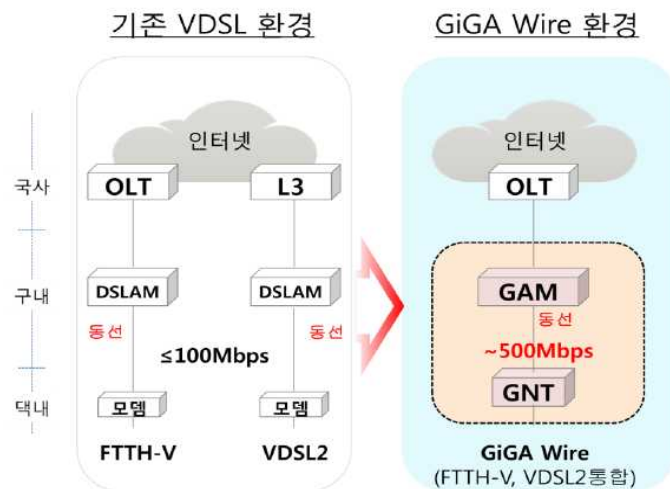 기존 VDSL 환경
GiGA Wire 환경
인터넷
인터넷
국사
OLT
L3
OLT
구내
DSLAM
DSLAM
GAM
동선
동선
동선
≤100Mbps
~500Mbps
댁내
모뎀
모뎀
GNT
FTTH-V
VDSL2
GiGA Wire
(FTTH-V, VDSL2통합)